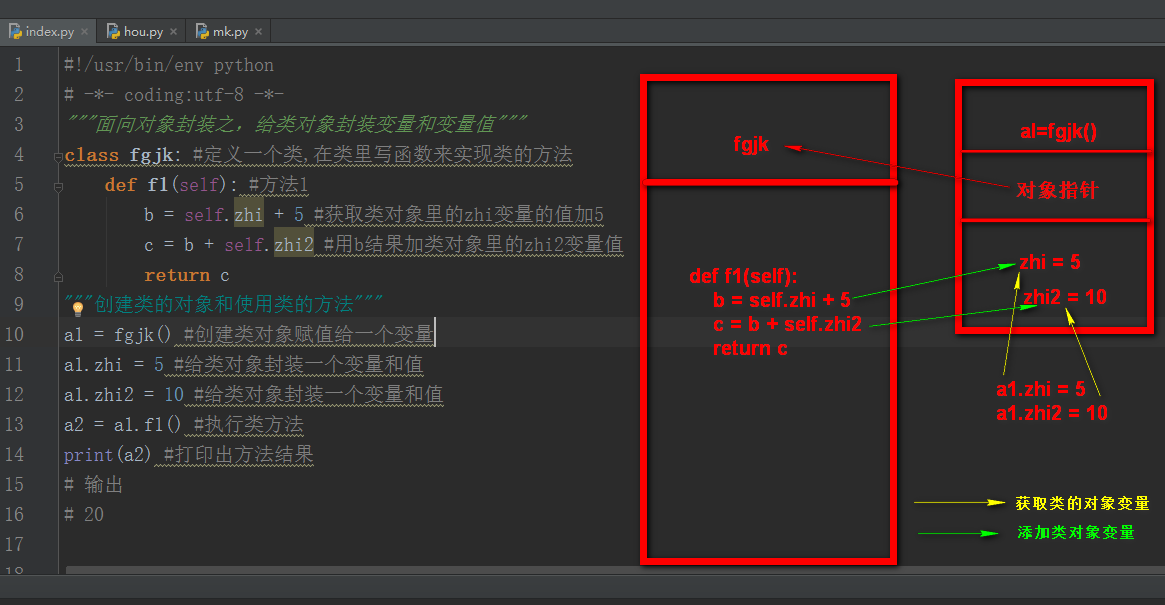 index.py
hou.py
mk.py
1 #!/usr/bin/env python
2 # -*- coding:utf-8 -*-
3 """面向对象封装之，给类对象封装变量和变量值"""
4 class fgjk: #定义一个类,在类里写函数来实现类的方法
5 def f1(self): #方法1
6 b = self.zhi + 5 #获取类对象里的zhi变量的值加5
7 c = b + self.zhi2 #用b结果加类对象里的zhi2变量值
8 return c
9 """创建类的对象和使用类的方法"""
10 a1 = fgjk() #创建类对象赋值给一个变量
11 a1.zhi = 5 #给类对象封装一个变量和值
12 a1.zhi2 = 10 #给类对象封装一个变量和值
13 a2 = a1.f1() #执行类方法
14 print(a2) #打印出方法结果
15 # 输出
16 # 20
17
18
fgjk
def f1(self):
b = self.zhi + 5
c = b + self.zhi2
return c
al=fgjk()
对象指针
zhi = 5
zhi2 = 10
a1.zhi = 5
a1.zhi2 = 10
获取类的对象变量
添加类对象变量